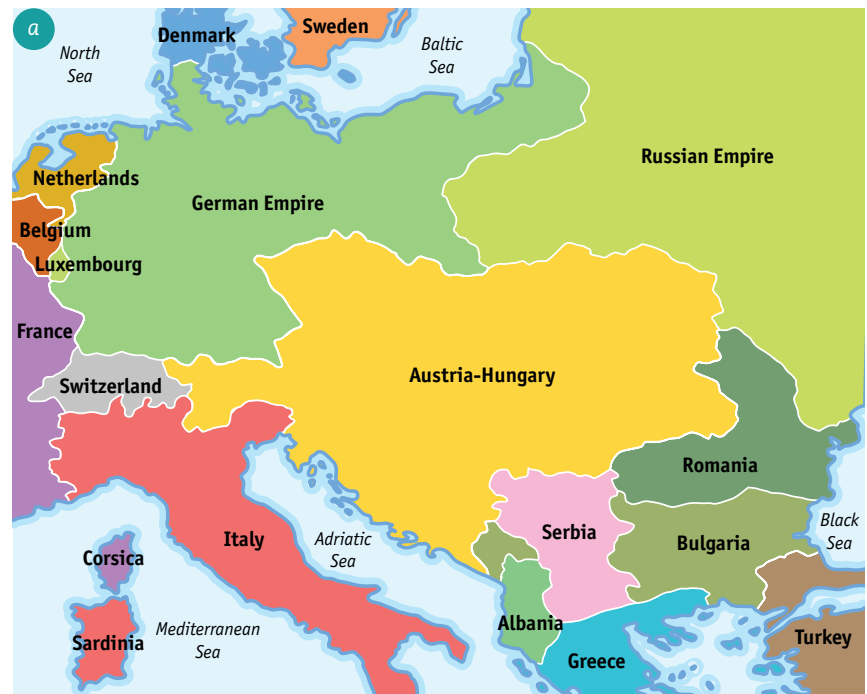 a
North
Sea
Denmark
Sweden
Baltic
Sea
Russian Empire
Netherlands
German Empire
Belgium
Luxembourg
France
Switzerland
Austria-Hungary
Romania
Black
Sea
Serbia
Bulgaria
Italy
Adriatic
Sea
Corsica
Albania
Mediterranean
Sea
Sardinia
Greece
Turkey